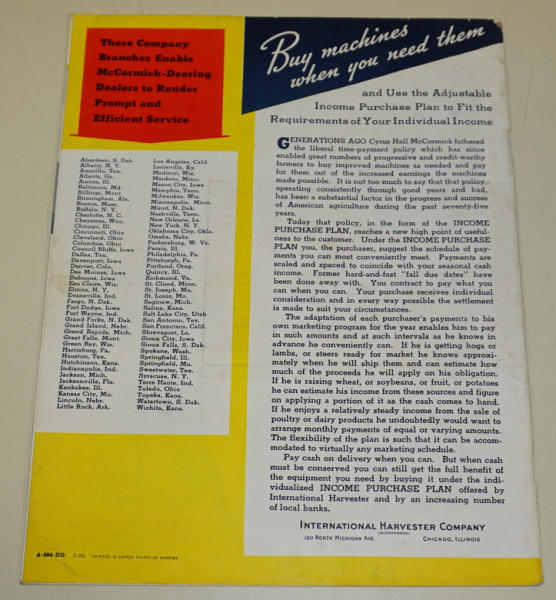 These Company
Branches Enable
McCormick-Deering
Dealers to Render
Prompt and
Efficient Service
Aberdeen, S. Dak.
Albany, N. Y.
Amarillo, Tex.
Atlanta, Ga.
Aurora, Ill.
Baltimore, Md.
Billings, Mont.
Birmingham, Ala.
Boston, Mass.
Buffalo, N. Y.
Charlotte, N. C.
Cheyenne, Wyo.
Chicago, Ill.
Cincinnati, Ohio
Cleveland, Ohio
Columbus, Ohio
Council Bluffs, Iowa
Dallas, Tex.
Davenport, Iowa
Denver, Colo.
Des Moines, Iowa
Dubuque, Iowa
Eau Claire, Wis.
Elmira, N. Y.
Evansville, Ind.
Fargo, N. Dak.
Fort Dodge, Iowa
Fort Wayne, Ind.
Grand Forks, N. Dak.
Grand Island, Nebr.
Grand Rapids, Mich.
Great Falls, Mont.
Green Bay, Wis.
Harrisburg, Pa.
Houston, Tex.
Hutchinson, Kans.
Indianapolis, Ind.
Jackson, Mich.
Jacksonville, Fla.
Kankakee, Ill.
Kansas City, Mo.
Lincoln, Nebr.
Little Rock, Ark.
Los Angeles, Calif.
Louisville, Ky.
Madison, Wis.
Mankato, Minn.
Mason City, Iowa
Memphis, Tenn.
Milwaukee, Wis.
Minneapolis, Minn.
Minot, N. Dak.
Nashville, Tenn.
New Orleans, La.
New York, N. Y.
Oklahoma City, Okla.
Omaha, Nebr.
Parkersburg, W. Va.
Peoria, Ill.
Philadelphia, Pa.
Pittsburgh, Pa.
Portland, Oreg.
Quincy, Ill.
Richmond, Va.
St. Cloud, Minn.
St. Joseph, Mo.
St. Louis, Mo.
Saginaw, Mich.
Salina, Kans.
Salt Lake City, Utah
San Antonio, Tex.
San Francisco, Calif.
Shreveport, La.
Sioux City, Iowa
Sioux Falls, S. Dak.
Spokane, Wash.
Springfield, Ill.
Springfield, Mo.
Sweetwater, Tex.
Syracuse, N. Y.
Terre Haute, Ind.
Toledo, Ohio
Topeka, Kans.
Watertown, S. Dak.
Wichita, Kans.
A-584-DD.
PRINTED IN UNITED STATES OF AMERICA
Buy machines
when you need them
and Use the Adjustable
Income Purchase Plan to Fit the
Requirements of Your Individual Income
GENERATIONS AGO Cyrus Hall McCormick fathered
the liberal time-payment policy which has since
enabled great numbers of progressive and credit-worthy
farmers to buy improved machines as needed and pay
for them out of the increased earnings the machines
made possible. It is not too much to say that that policy,
operating consistently through good years and bad,
has been a substantial factor in the progress and success
of American agriculture during the past seventy-five
years.
Today that policy, in the form of the INCOME
PURCHASE PLAN, reaches a new high point of useful-
ness to the customer. Under the INCOME PURCHASE
PLAN you, the purchaser, suggest the schedule of pay-
ments you can most conveniently meet. Payments are
scaled and spaced to coincide with your seasonal cash
income. Former hard-and-fast "fall due dates" have
been done away with. You contract to pay what you
can when you can. Your purchase receives individual
consideration and in every way possible the settlement
is made to suit your circumstances.
The adaptation of each purchaser's payments to his
own marketing program for the year enables him to pay
in such amounts and at such intervals as he knows in
advance he conveniently can. If he is getting hogs or
lambs, or steers ready for market he knows approxi-
mately when he will ship them and can estimate how
much of the proceeds he will apply on his obligation.
If he is raising wheat, or soybeans, or fruit, or potatoes
he can estimate his income from these sources and figure
on applying a portion of it as the cash comes to hand.
If he enjoys a relatively steady income from the sale of
poultry or dairy products he undoubtedly would want to
arrange monthly payments of equal or varying amounts.
The flexibility of the plan is such that it can be accom-
modated to virtually any marketing schedule.
Pay cash on delivery when you can. But when cash
must be conserved you can still get the full benefit of
the equipment you need by buying it under the indi-
vidualized INCOME PURCHASE PLAN offered by
International Harvester and by an increasing number
of local banks.
INTERNATIONAL HARVESTER COMPANY
(INCORPORATED)
180 NORTH MICHIGAN AVE. CHICAGO, ILLINOIS